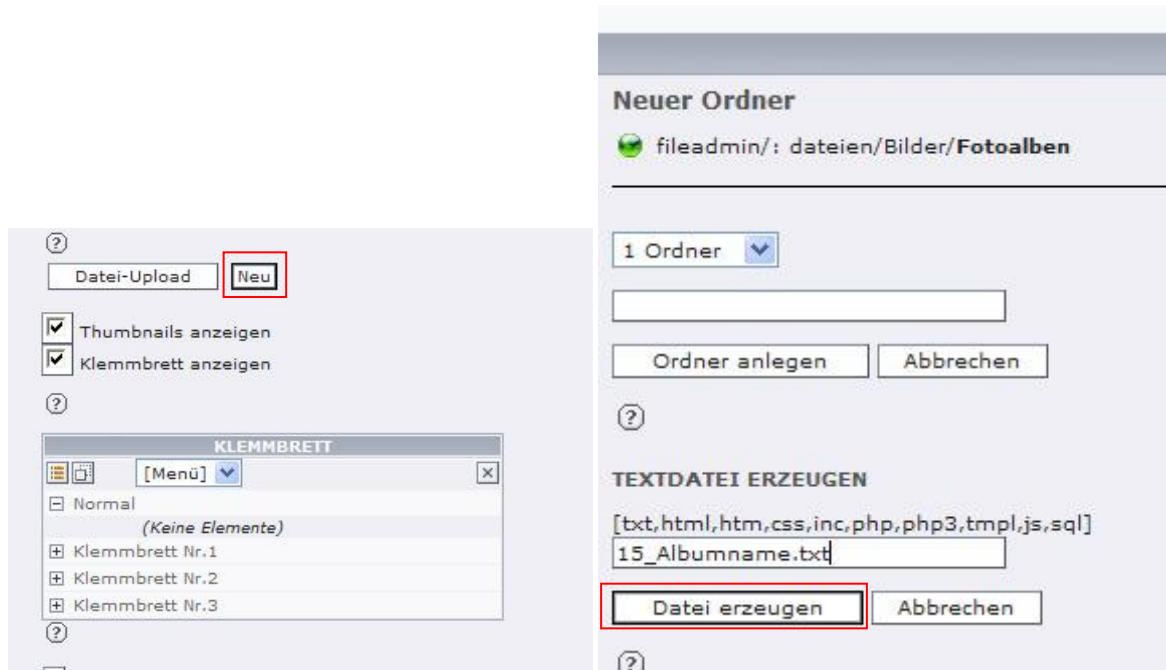 Datei-Upload Neu
Thumbnails anzeigen
Klemmbrett anzeigen
KLEMMBRETT
[Menü]
Normal
(Keine Elemente)
Klemmbrett Nr.1
Klemmbrett Nr.2
Klemmbrett Nr.3
Neuer Ordner
fileadmin/: dateien/Bilder/Fotoalben
1 Ordner
Ordner anlegen Abbrechen
TEXTDATEI ERZEUGEN
[txt,html,htm,css,inc,php,php3,tmpl,js,sql]
15_Albumname.txt
Datei erzeugen Abbrechen